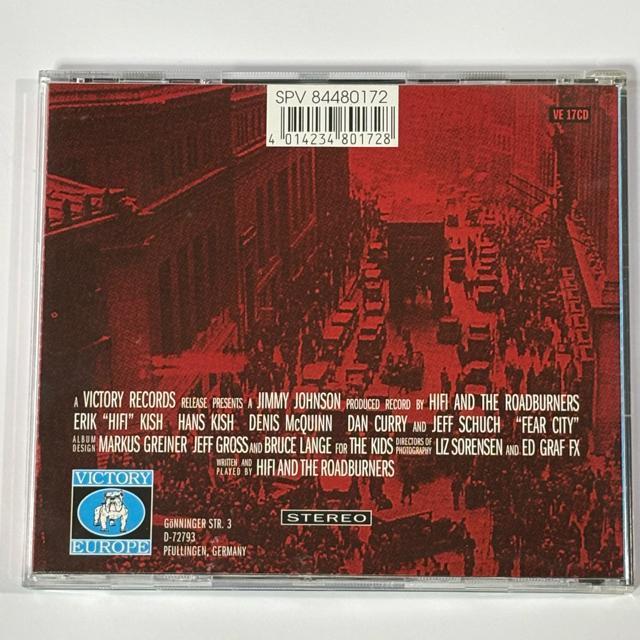 SPV 84480172
4 014234 801728
VE 17CD
A VICTORY RECORDS RELEASE PRESENTS A JIMMY JOHNSON PRODUCED RECORD BY HIFI AND THE ROADBURNERS
ERIK "HIFI" KISH HANS KISH DENIS McQUINN DAN CURRY AND JEFF SCHUCH "FEAR CITY"
ALBUM DESIGN MARKUS GREINER JEFF GROSS AND BRUCE LANGE FOR THE KIDS DIRECTORS OF PHOTOGRAPHY LIZ SORENSEN AND ED GRAF FX
WRITTEN AND PLAYED BY HIFI AND THE ROADBURNERS
VICTORY
EUROPE
GöNNINGER STR. 3
D-72793
PFULLINGEN, GERMANY
STEREO